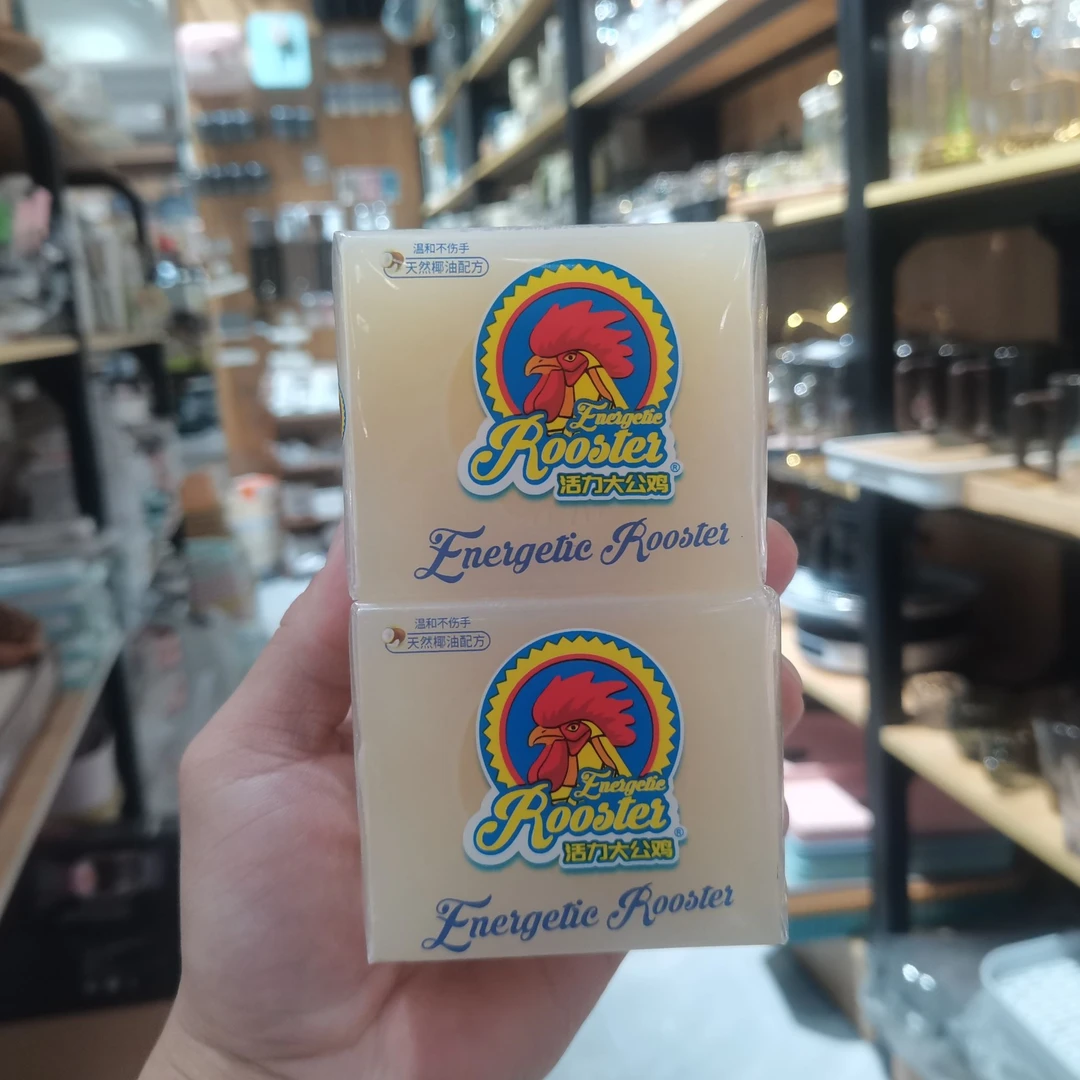 温和不伤手
天然椰油配方
Energetic
Rooster®
活力大公鸡
Energetic Rooster
温和不伤手
天然椰油配方
Energetic
Rooster®
活力大公鸡
Energetic Rooster